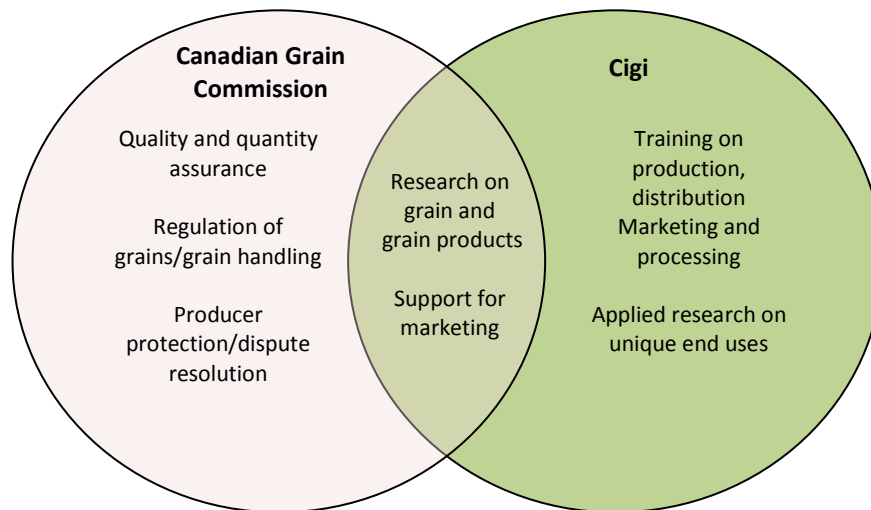 Canadian Grain
Commission
Quality and quantity
assurance
Regulation of
grains/grain handling
Producer
protection/dispute
resolution
Research on
grain and
grain products
Support for
marketing
Cigi
Training on
production,
distribution
Marketing and
processing
Applied research on
unique end uses